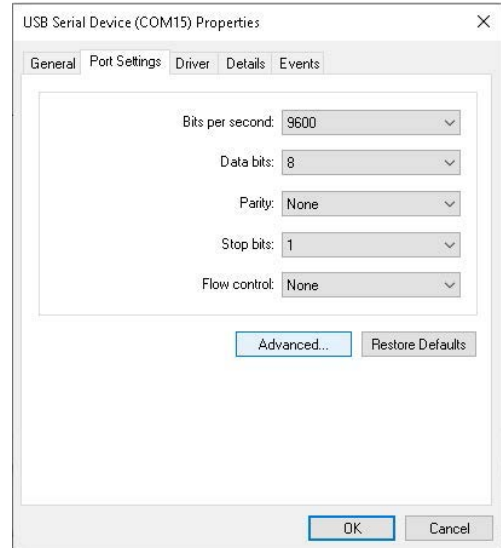 USB Serial Device (COM15) Properties
General Port Settings Driver Details Events
Bits per second: 9600
Data bits: 8
Parity: None
Stop bits: 1
Flow control: None
Advanced... Restore Defaults
OK Cancel